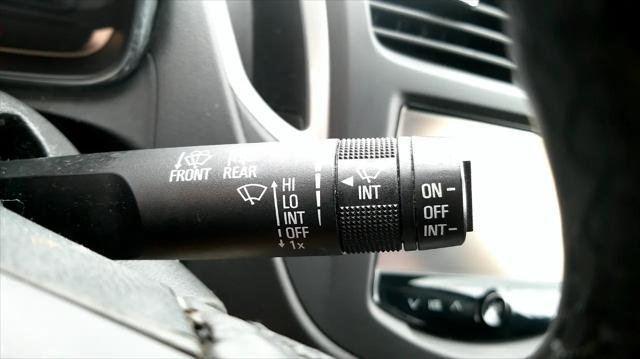 FRONT REAR
HI
LO
INT
OFF
1x
INT
ON
OFF
INT